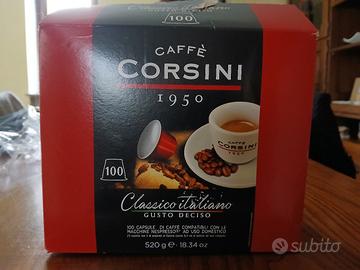 100
CAFFÈ
CORSINI
1950
CORSINI
100
Classico italiano
GUSTO DECISO
100 CAPSULE DI CAFFÈ COMPATIBILI CON LE
MACCHINE NESPRESSO* AD USO DOMESTICO
520 g e - 18.34 oz
subito